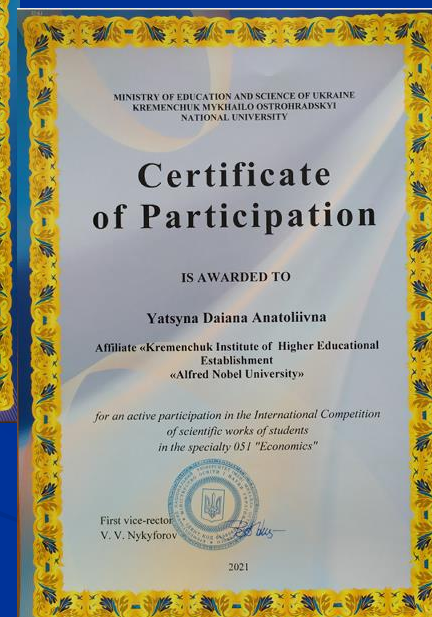 MINISTRY OF EDUCATION AND SCIENCE OF UKRAINE
KREMENCHUK MYKHAILO OSTROHRADSKYI
NATIONAL UNIVERSITY
Certificate
of Participation
IS AWARDED TO
Yatsyna Daiana Anatoliivna
Affiliate «Kremenchuk Institute of Higher Educational
Establishment
«Alfred Nobel University»
for an active participation in the International Competition
of scientific works of students
in the specialty 051 "Economics"
First vice-rector
V. V. Nykyforov
2021